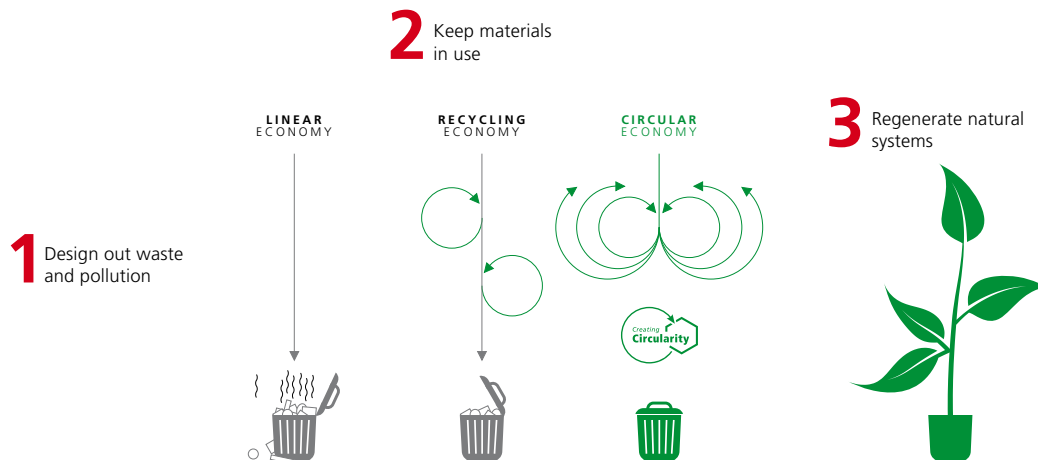 1
Design out waste
and pollution
2
Keep materials
in use
LINEAR
ECONOMY
RECYCLING
ECONOMY
CIRCULAR
ECONOMY
Creating
Circularity
3
Regenerate natural
systems